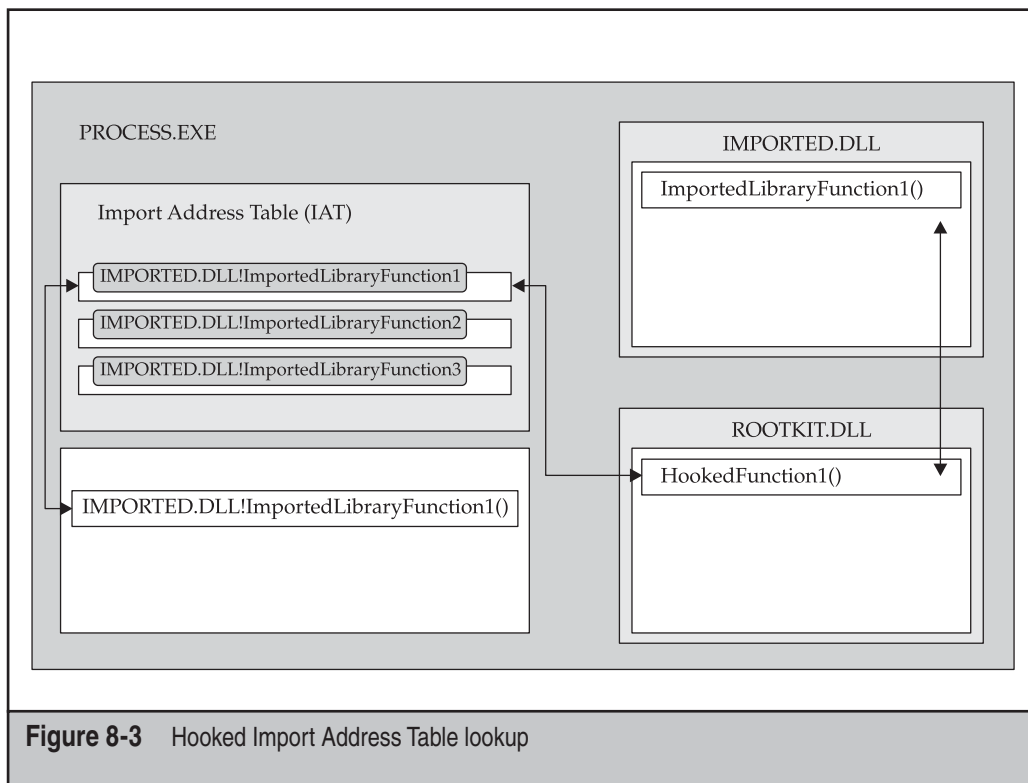 PROCESS.EXE
Import Address Table (IAT)
IMPORTED.DLL!ImportedLibraryFunction1
IMPORTED.DLL!ImportedLibraryFunction2
IMPORTED.DLL!ImportedLibraryFunction3
IMPORTED.DLL!ImportedLibraryFunction1()
IMPORTED.DLL
ImportedLibraryFunction1()
ROOTKIT.DLL
HookedFunction1()
Figure 8-3 Hooked Import Address Table lookup